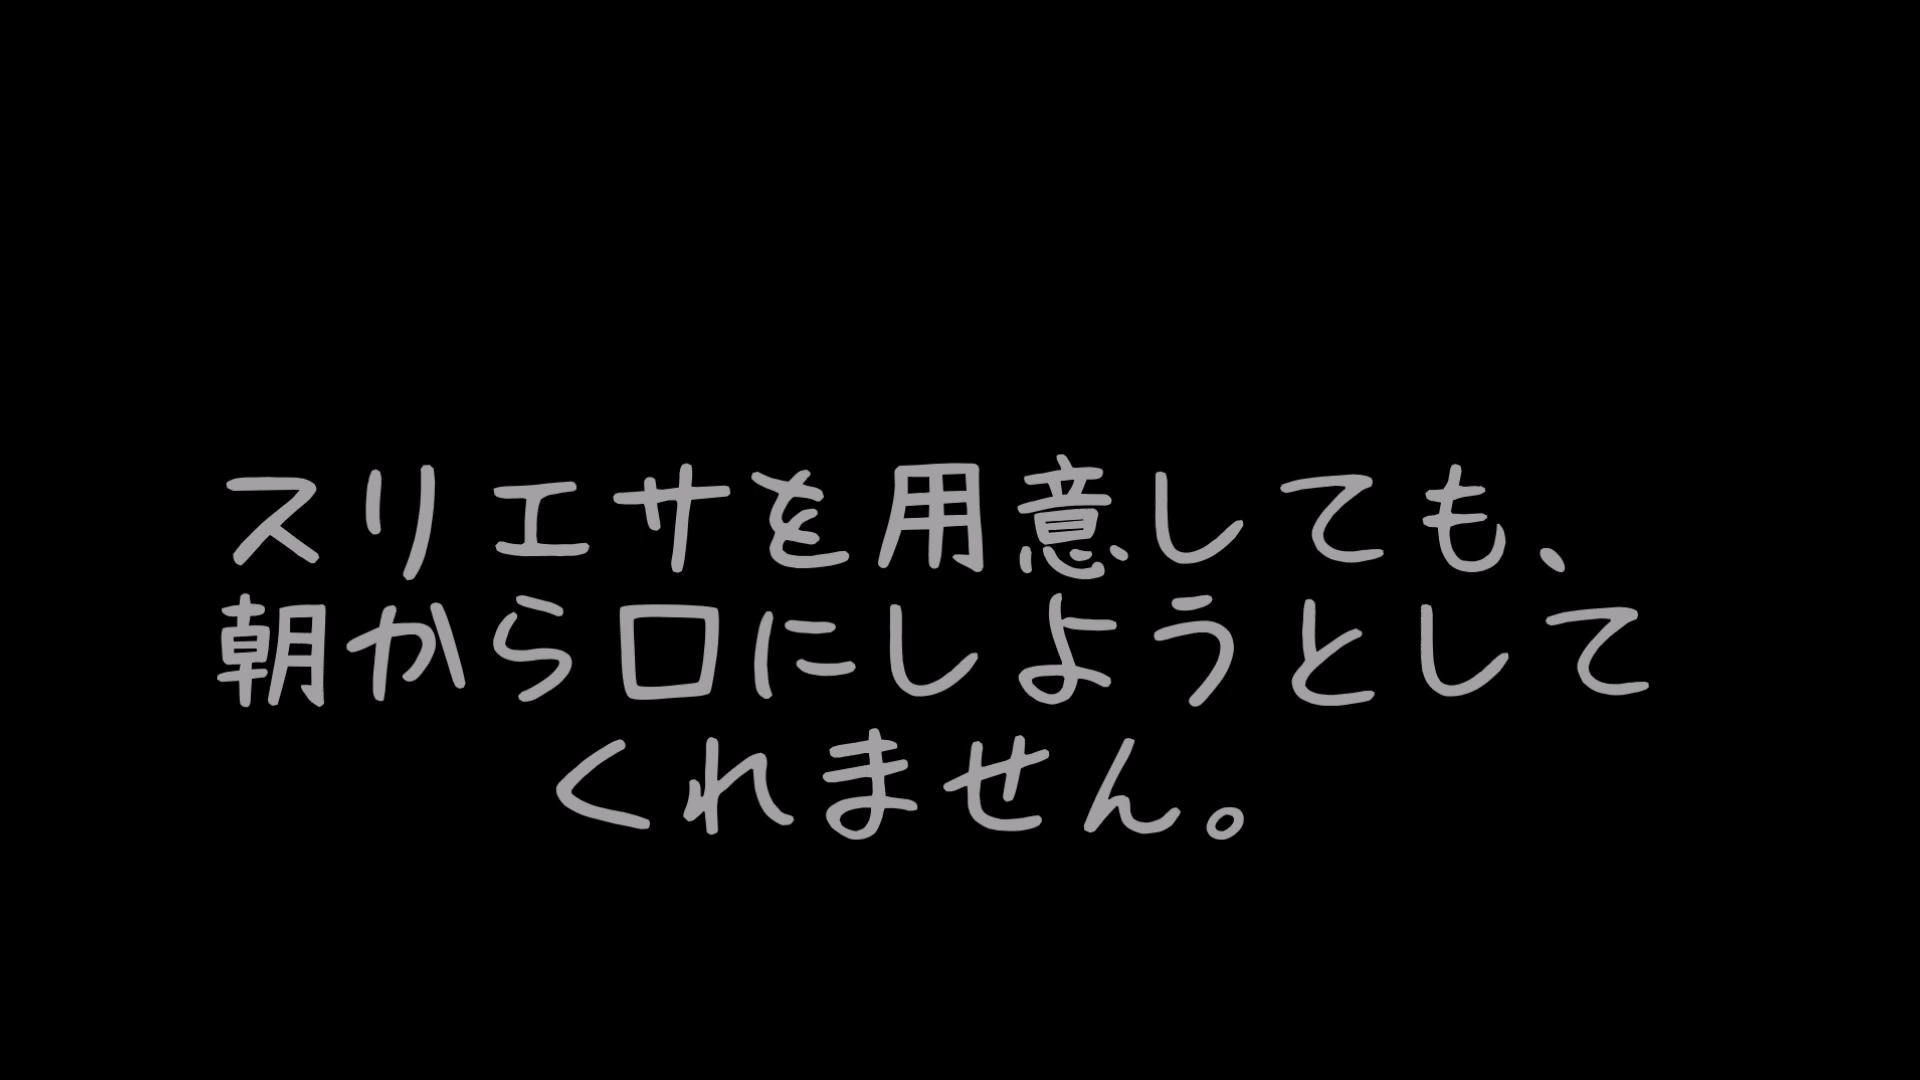 スリエサを用意しても、
朝から口にしようとして
くれません。